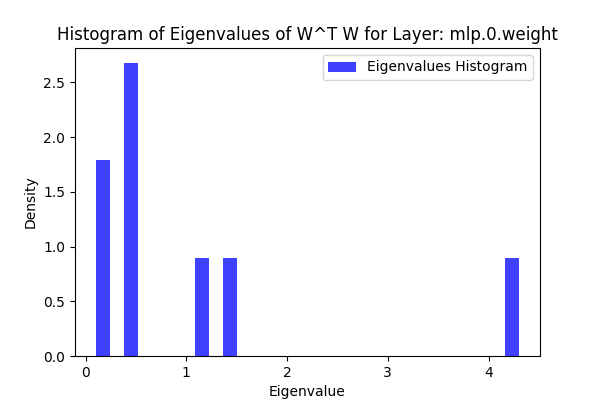 Histogram of Eigenvalues of W^T W for Layer: mlp.0.weight
Eigenvalues Histogram
Density
2.5
2.0
1.5
1.0
0.5
0.0
0 1 2 3 4
Eigenvalue